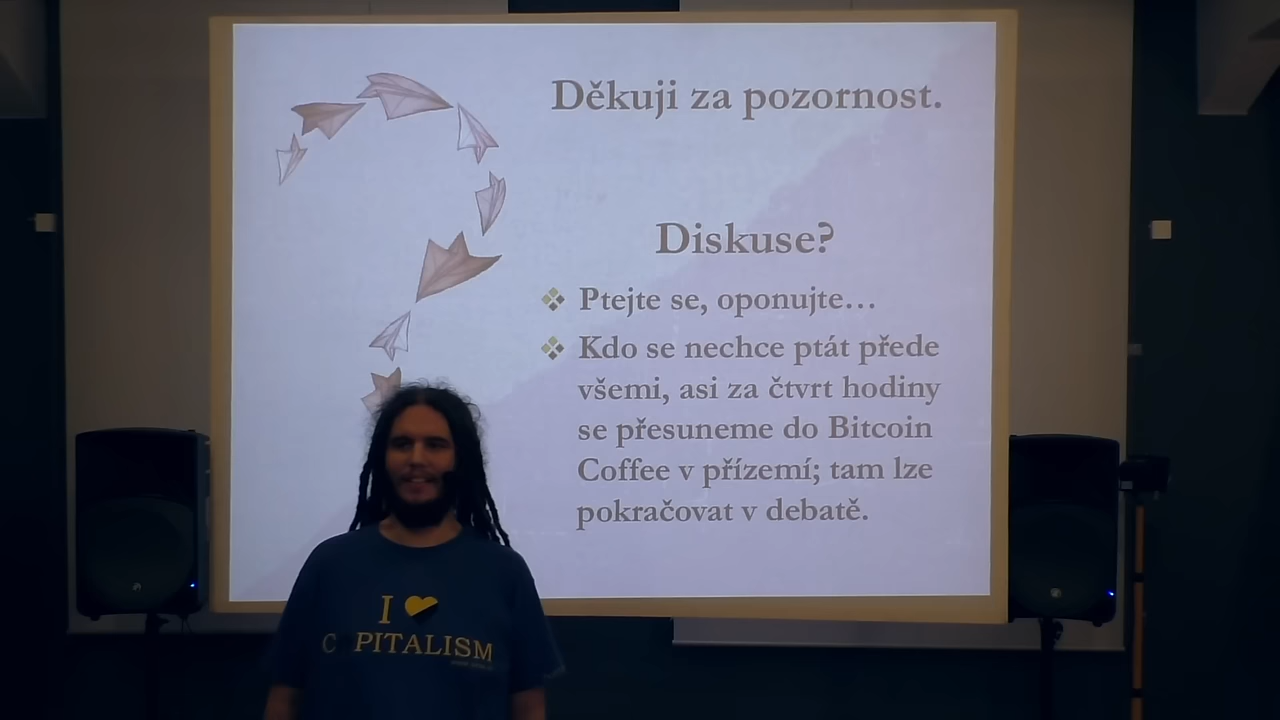 Děkuji za pozornost.
Diskuse?
Ptejte se, oponujte…
Kdo se nechce ptát přede
všemi, asi za čtvrt hodiny
se přesuneme do Bitcoin
Coffee v přízemí; tam lze
pokračovat v debatě.
I
CAPITALISM